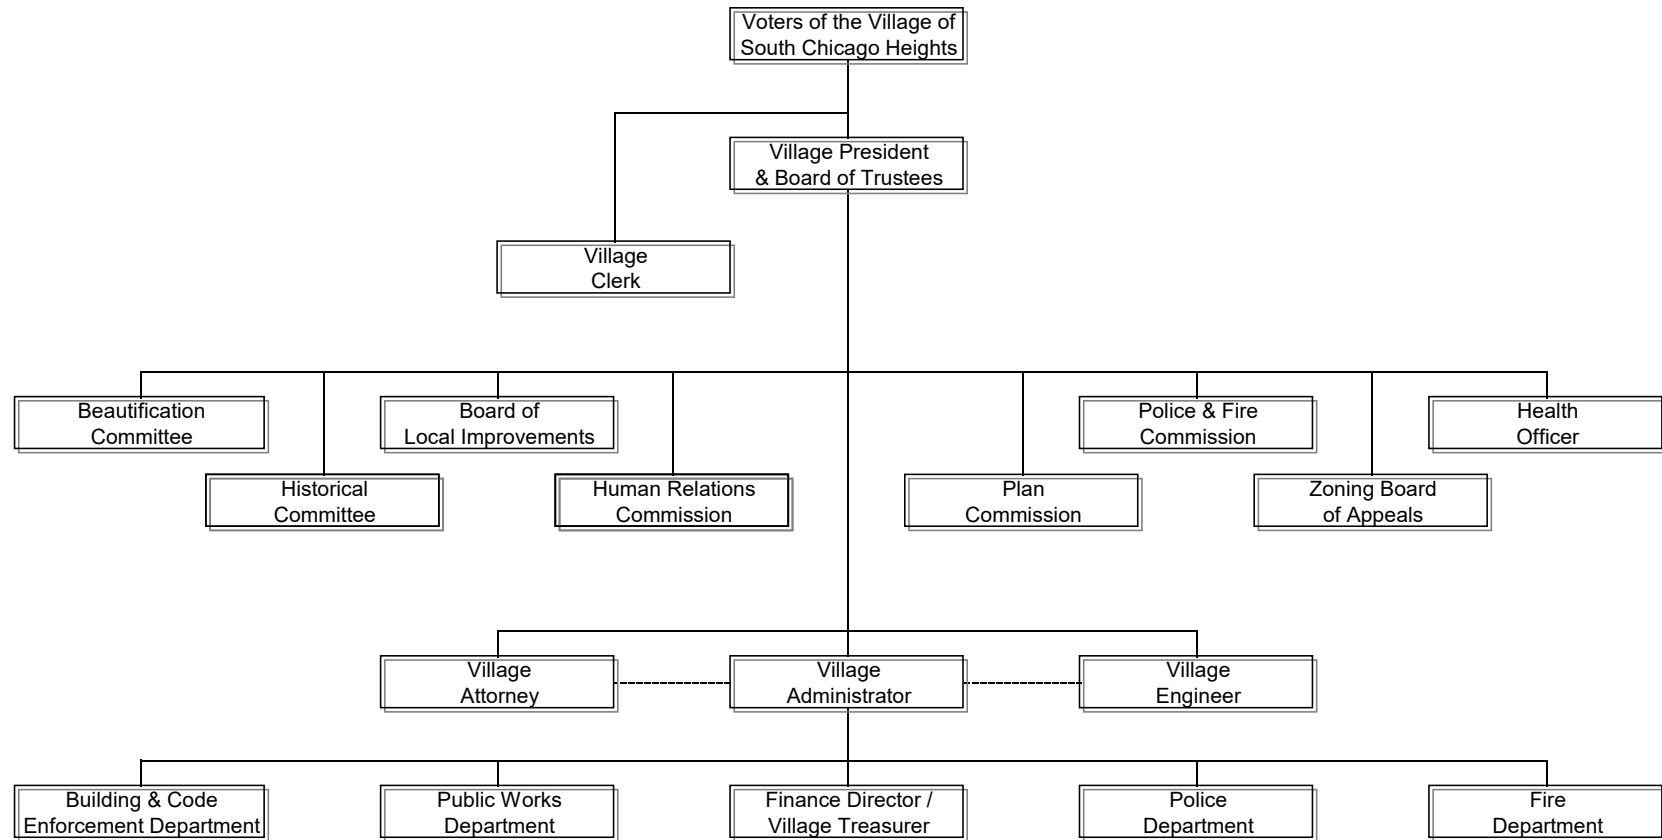 Voters of the Village of
South Chicago Heights
Village President
& Board of Trustees
Village
Clerk
Beautification
Committee
Board of
Local Improvements
Police & Fire
Commission
Health
Officer
Historical
Committee
Human Relations
Commission
Plan
Commission
Zoning Board
of Appeals
Village
Attorney
Village
Administrator
Village
Engineer
Building & Code
Enforcement Department
Public Works
Department
Finance Director /
Village Treasurer
Police
Department
Fire
Department